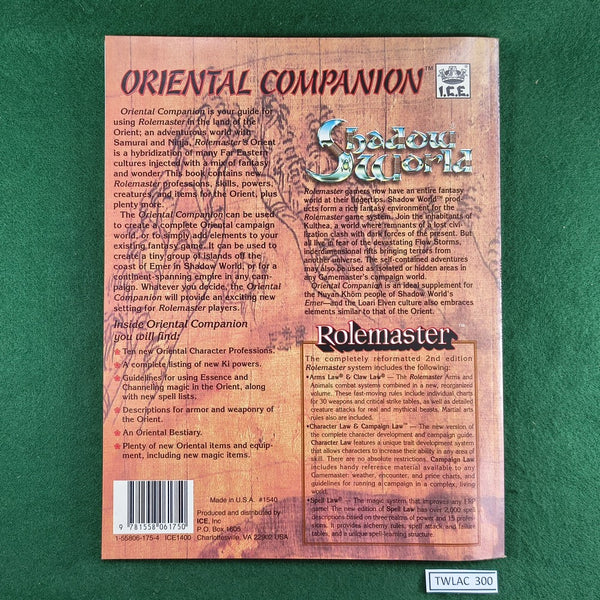 ORIENTAL COMPANION™
I.C.E.
Oriental Companion is your guide for
using Rolemaster in the land of the
Orient; an adventurous world with
Samurai and Ninja, Rolemaster's Orient
is a hybridization of many Far Eastern
cultures injected with a mix of fantasy
and wonder. This book contains new
Rolemaster professions, skills, powers,
creatures, and items for the Orient, plus
plenty more.
The Oriental Companion can be used
to create a complete Oriental campaign
world, or to simply add elements to your
existing fantasy game. It can be used to
create a tiny group of islands off the
coast of Emer in Shadow World, or for a
continent-spanning empire in any cam-
paign. Whatever you decide, the Oriental
Companion will provide an exciting new
setting for Rolemaster players.
Inside Oriental Companion
you will find:
Ten new Oriental Character Professions.
A complete listing of new Ki powers.
Guidelines for using Essence and
Channeling magic in the Orient, along
with new spell lists.
Descriptions for armor and weaponry of
the Orient.
An Oriental Bestiary.
Plenty of new Oriental items and equip-
ment, including new magic items.
Shadow
World
Rolemaster gamers now have an entire fantasy
world at their fingertips. Shadow World™ prod-
ucts form a rich fantasy environment for the
Rolemaster game system. Join the inhabitants of
Kulthea, a world where remnants of lost civi-
lization clash with dark forces of the present. But
all live in fear of the devastating Flow Storms,
interdimensional rifts bringing terrors from
another universe. The self-contained adventures
may also be used as isolated or hidden areas in
any Gamemaster's campaign world.
Oriental Companion is an ideal supplement for
the Nuyan Khôm people of Shadow World's
Emer—and the Loari Elven culture also embraces
elements similar to that of the Orient.
Rolemaster
The completely reformatted 2nd edition
Rolemaster system includes the following:
•Arms Law® & Claw Law® — The Rolemaster Arms and
Animals combat systems combined in a new, reorganized
volume. These fast-moving rules include individual charts
for 30 weapons and critical strike tables, as well as detailed
creature attacks for real and mythical beasts. Martial arts
rules also are included.
•Character Law & Campaign Law™ — The new version of
the complete character development and campaign guide.
Character Law features a unique trait development system
that allows characters to increase their ability in any area of
skill. There are no absolute restrictions. Campaign Law
includes handy reference material available to any
Gamemaster: weather, encounter, and price charts, and
guidelines for running a campaign in a complex, living
world.
•Spell Law® — The magic system that improves any FRP
game! The new edition of Spell Law has over 2,000 spell
descriptions based on three realms of power and 15 profes-
sions. It provides alchemy rules, spell attack and failure
tables, and a unique spell-learning structure.
9 781558 061750
1-55806-175-4 ICE1400
Made in U.S.A. #1540
Produced and distributed by
ICE, Inc
P.O. Box 1605
Charlottesville, VA 22902 USA
TWLAC 300